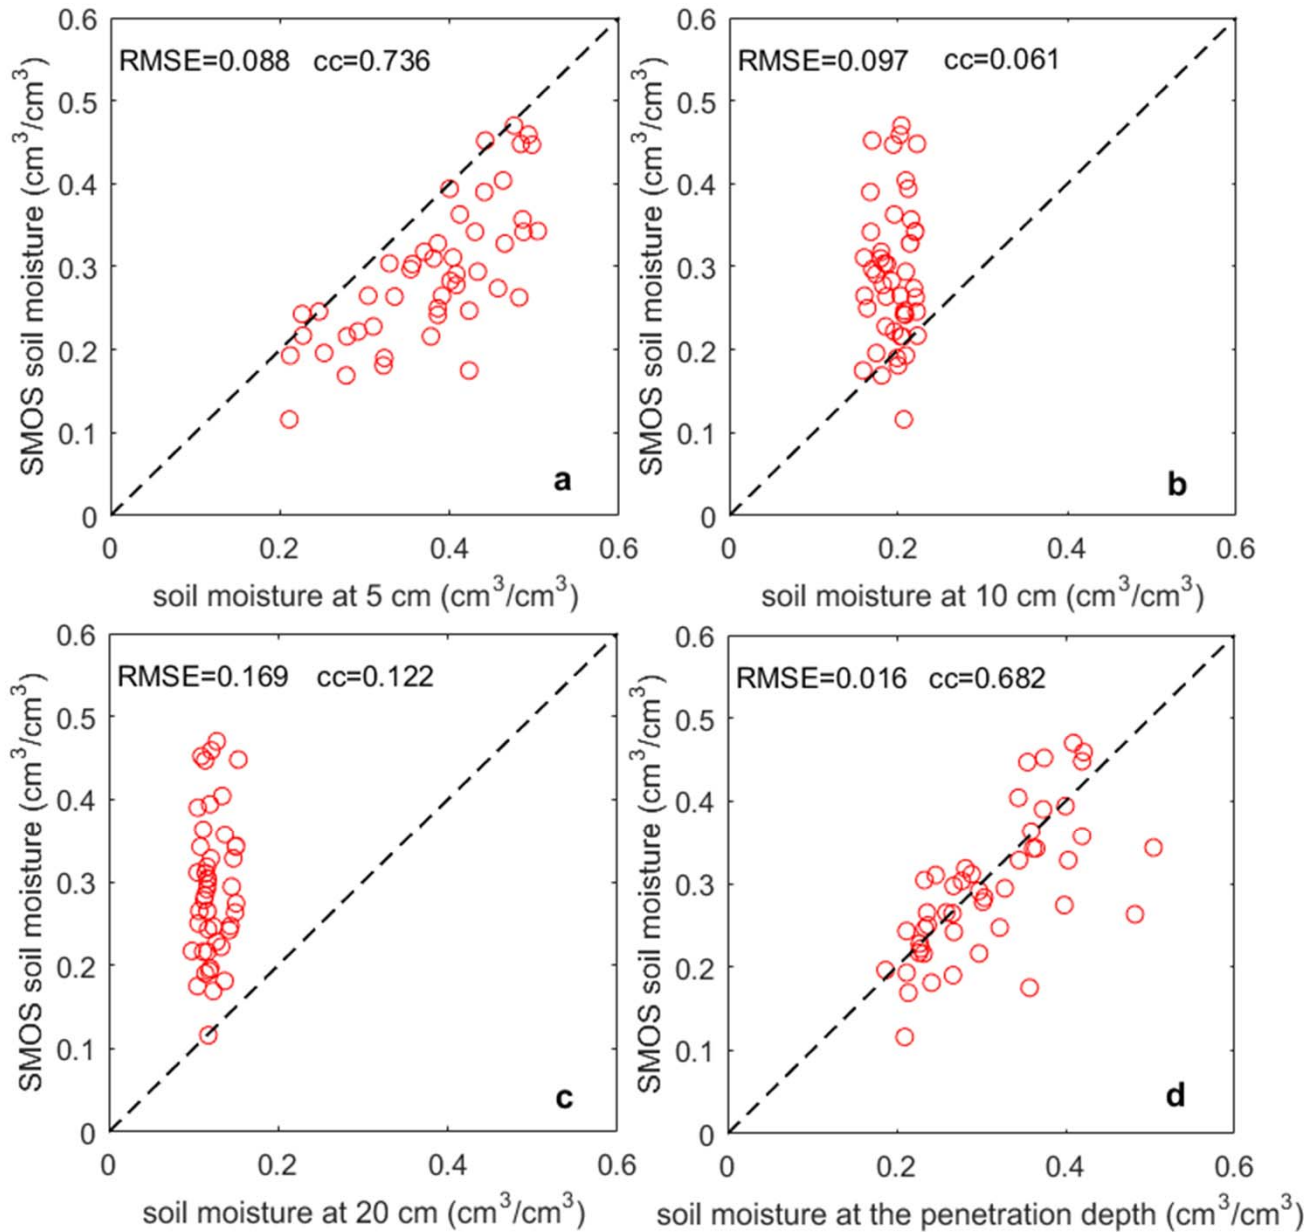 0.6
RMSE=0.088 cc=0.736
0.5
0.4
0.3
0.2
0.1
0
SMOS soil moisture (cm³/cm³)
a
0 0.2 0.4 0.6
soil moisture at 5 cm (cm³/cm³)
0.6
RMSE=0.097 cc=0.061
0.5
0.4
0.3
0.2
0.1
0
SMOS soil moisture (cm³/cm³)
b
0 0.2 0.4 0.6
soil moisture at 10 cm (cm³/cm³)
0.6
RMSE=0.169 cc=0.122
0.5
0.4
0.3
0.2
0.1
0
SMOS soil moisture (cm³/cm³)
c
0 0.2 0.4 0.6
soil moisture at 20 cm (cm³/cm³)
0.6
RMSE=0.016 cc=0.682
0.5
0.4
0.3
0.2
0.1
0
SMOS soil moisture (cm³/cm³)
d
0 0.2 0.4 0.6
soil moisture at the penetration depth (cm³/cm³)